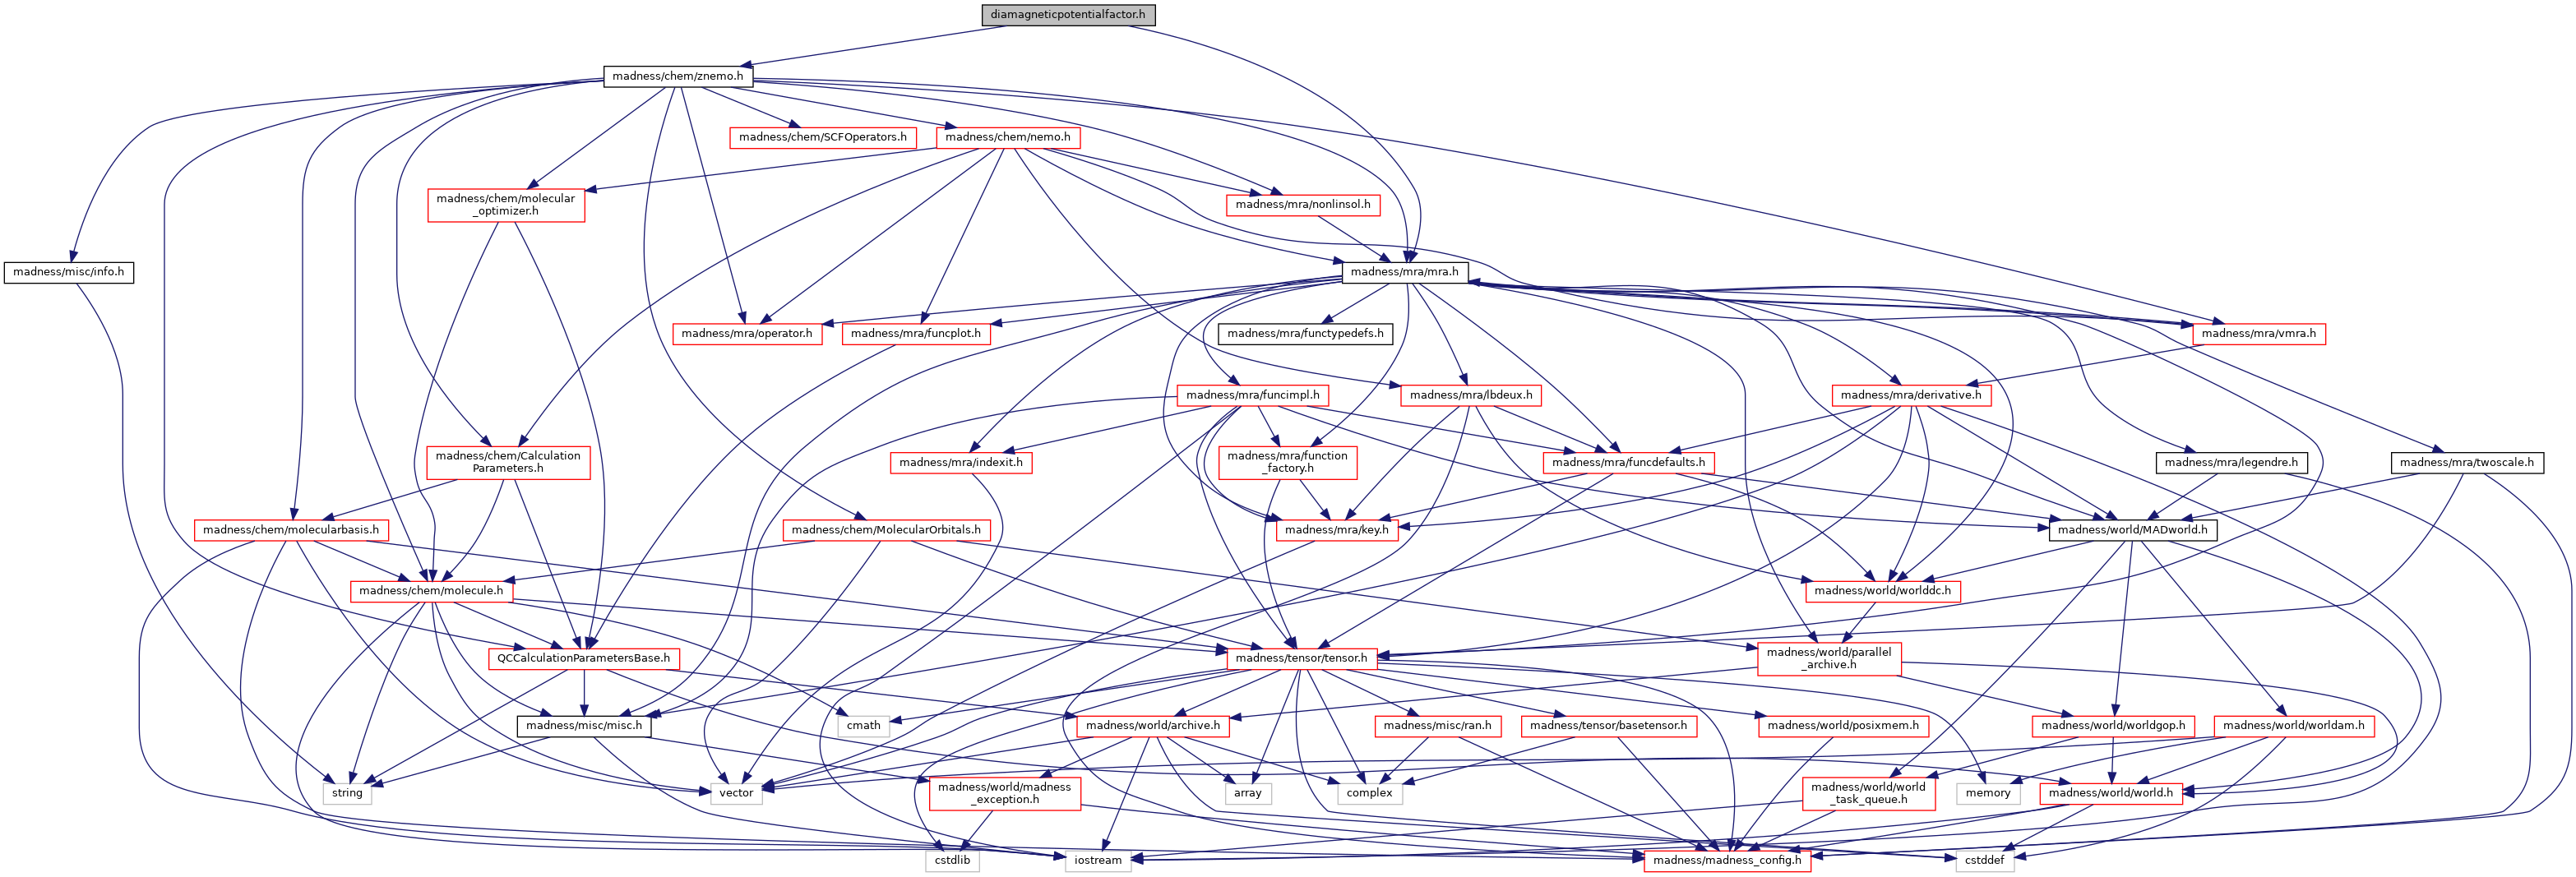 diamagneticpotentialfactor.h
madness/chem/znemo.h
madness/chem/SCFOperators.h
madness/chem/nemo.h
madness/chem/molecular
_optimizer.h
madness/mra/nonlinsol.h
madness/misc/info.h
madness/mra/mra.h
madness/mra/operator.h
madness/mra/funcplot.h
madness/mra/functypedefs.h
madness/mra/vmra.h
madness/mra/funcimpl.h
madness/mra/lbdeux.h
madness/mra/derivative.h
madness/chem/Calculation
Parameters.h
madness/mra/indexit.h
madness/mra/function
_factory.h
madness/mra/funcdefaults.h
madness/mra/legendre.h
madness/mra/twoscale.h
madness/chem/molecularbasis.h
madness/chem/MolecularOrbitals.h
madness/mra/key.h
madness/world/MADworld.h
madness/chem/molecule.h
madness/world/worlddc.h
QCCalculationParametersBase.h
madness/tensor/tensor.h
madness/world/parallel
_archive.h
madness/misc/misc.h
cmath
madness/world/archive.h
madness/misc/ran.h
madness/tensor/basetensor.h
madness/world/posixmem.h
madness/world/worldgop.h
madness/world/worldam.h
string
vector
madness/world/madness
_exception.h
array
complex
madness/world/world
_task_queue.h
memory
madness/world/world.h
cstdlib
iostream
madness/madness_config.h
cstddef